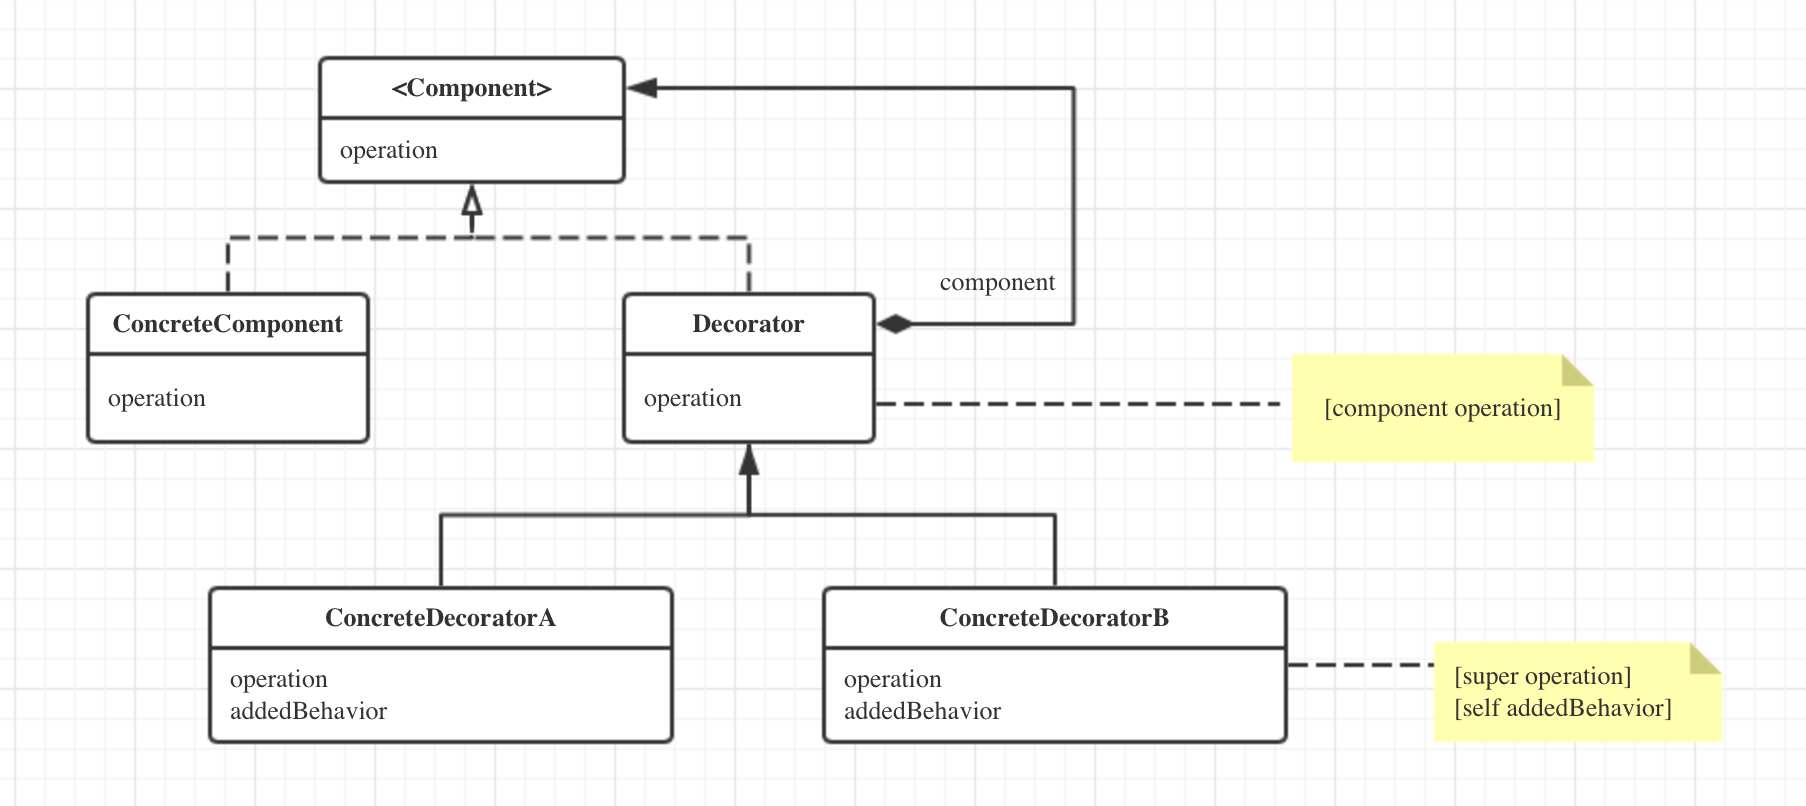 <Component>
operation
component
ConcreteComponent
operation
Decorator
operation
[component operation]
ConcreteDecoratorA
operation
addedBehavior
ConcreteDecoratorB
operation
addedBehavior
[super operation]
[self addedBehavior]